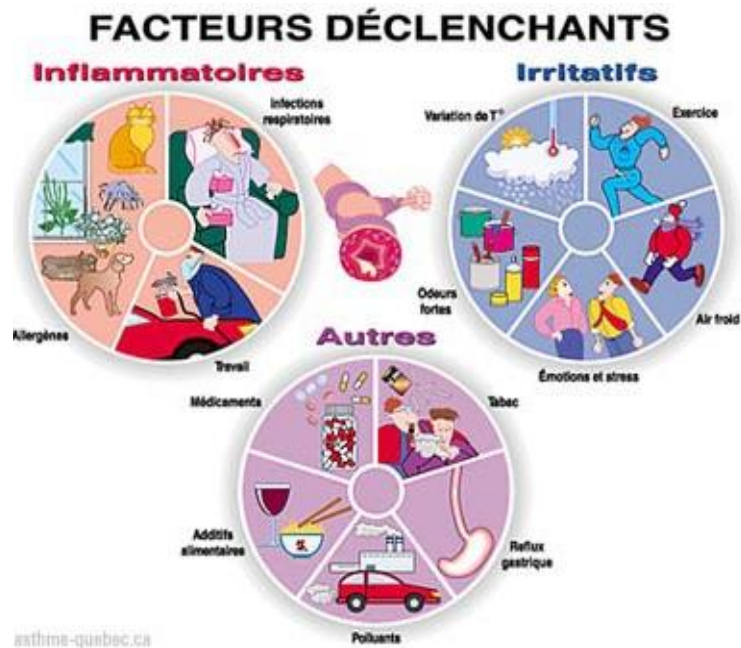 FACTEURS DÉCLENCHANTS
Inflammatoires
Infections
respiratoires
Allergènes
Travail
Irritatifs
Variation de T°
Exercice
Odeurs
fortes
Air froid
Émotions et stress
Autres
Médicaments
Tabac
Additifs
alimentaires
Reflux
gastrique
Polluants
asthme-quebec.ca